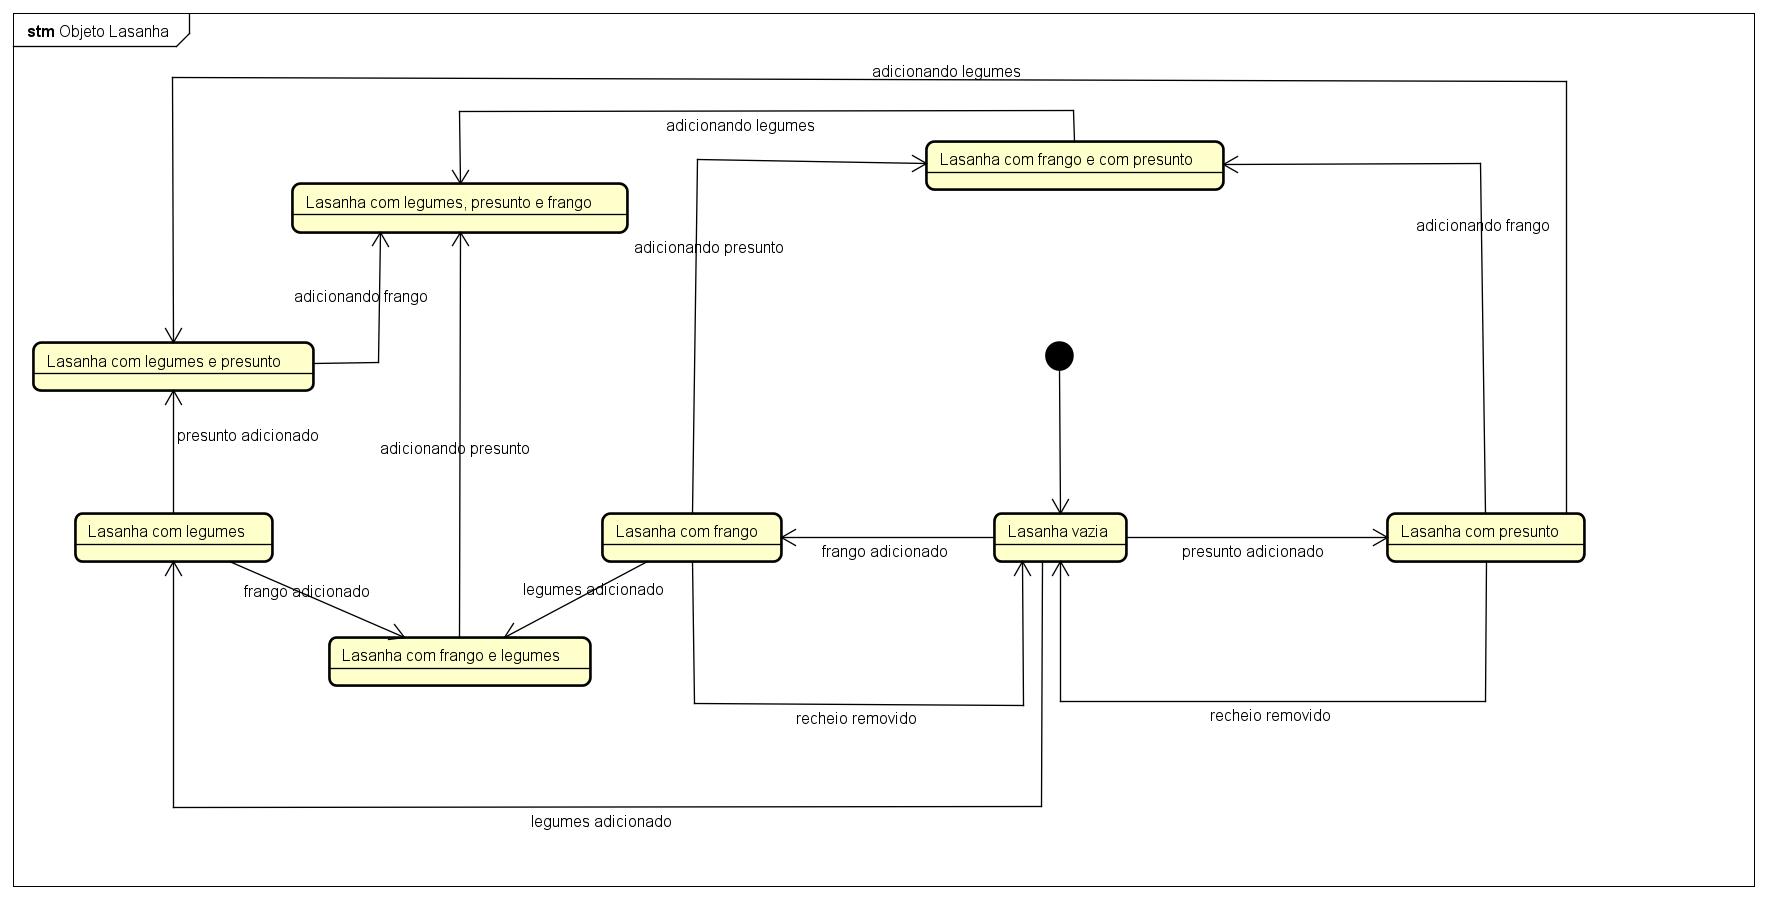 stm Objeto Lasanha
adicionando legumes
adicionando legumes
Lasanha com frango e com presunto
Lasanha com legumes, presunto e frango
adicionando frango
adicionando presunto
adicionando frango
Lasanha com legumes e presunto
presunto adicionado
adicionando presunto
Lasanha com legumes
Lasanha com frango
Lasanha vazia
Lasanha com presunto
frango adicionado
presunto adicionado
frango adicionado
legumes adicionado
Lasanha com frango e legumes
recheio removido
recheio removido
legumes adicionado